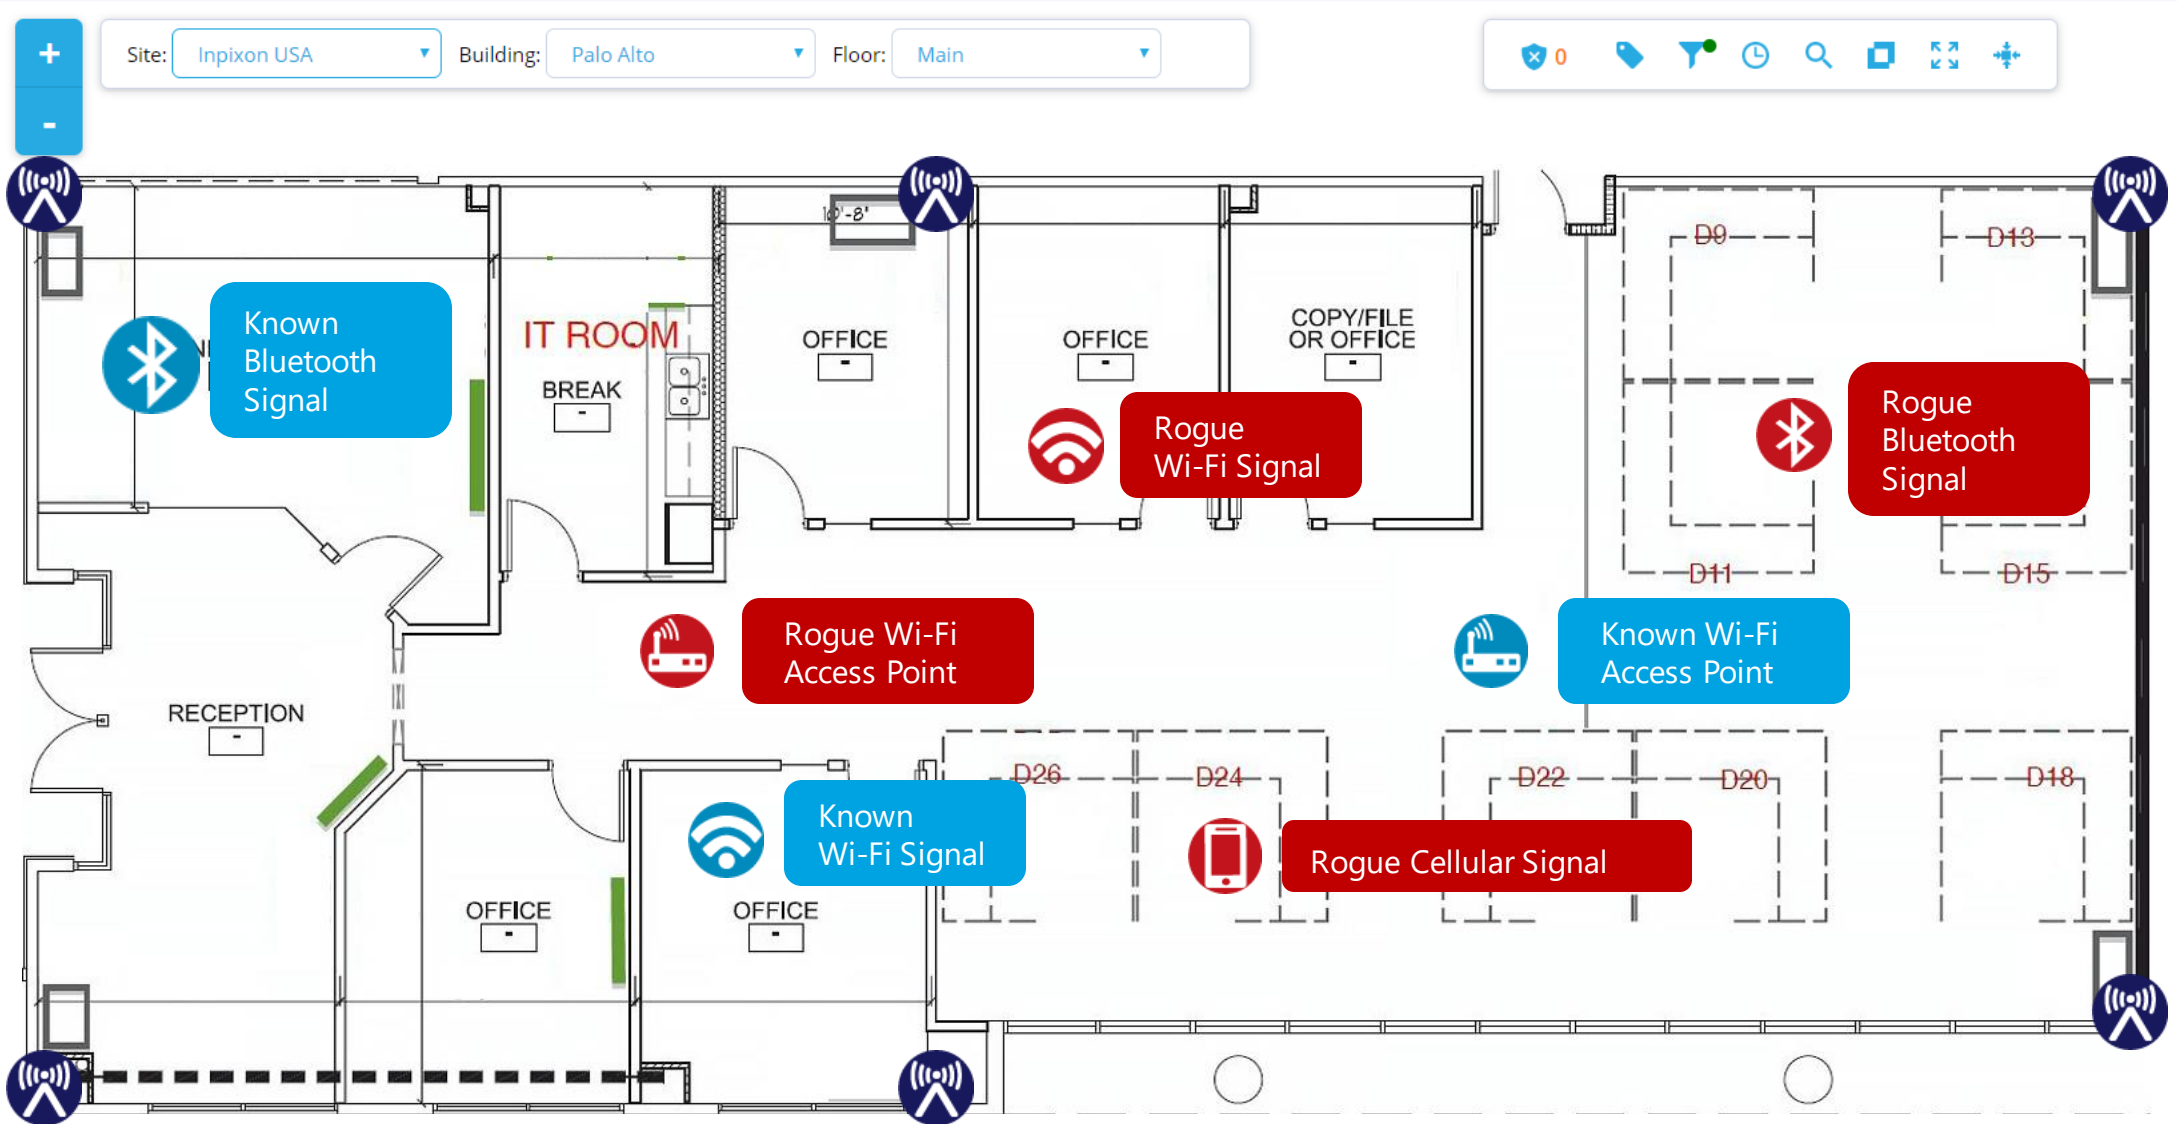 +
-
Site: Inpixon USA Building: Palo Alto Floor: Main
0
10'-8"
D9
D13
Known
Bluetooth
Signal
IT ROOM
BREAK
OFFICE
OFFICE
COPY/FILE
OR OFFICE
Rogue
Wi-Fi Signal
Rogue
Bluetooth
Signal
D11
D15
Rogue Wi-Fi
Access Point
Known Wi-Fi
Access Point
RECEPTION
D26
D24
D22
D20
D18
Known
Wi-Fi Signal
Rogue Cellular Signal
OFFICE
OFFICE